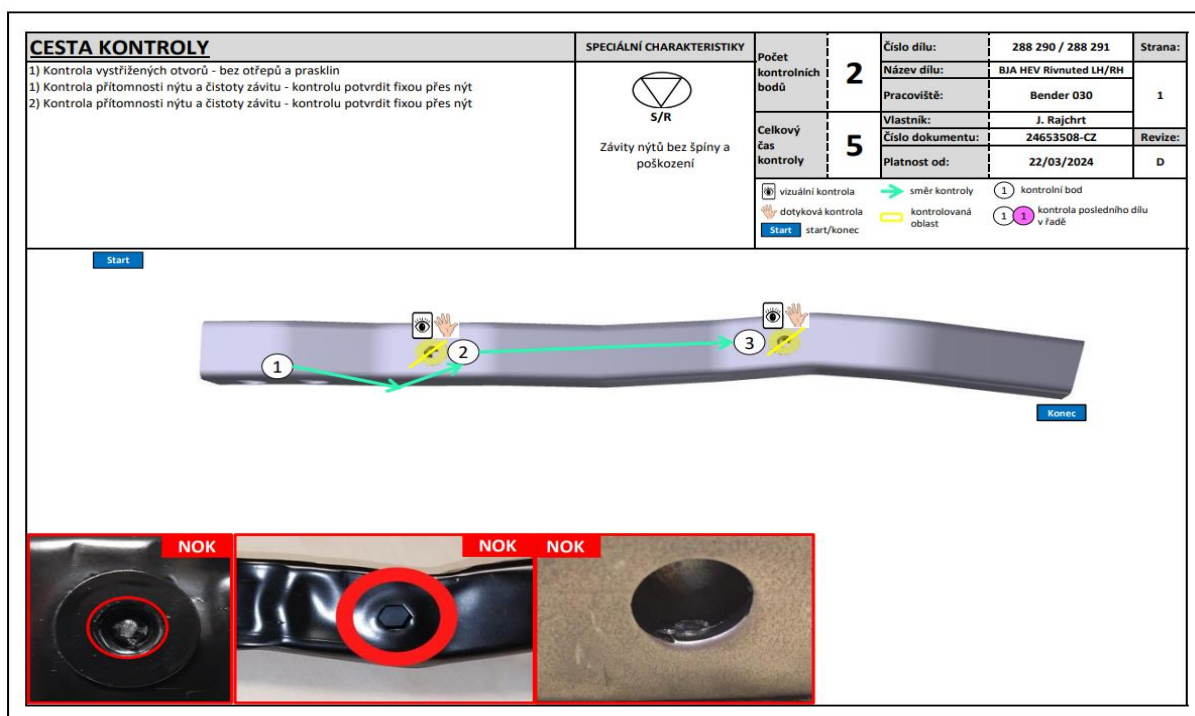 CESTA KONTROLY
1) Kontrola vystřižených otvorů - bez otřepů a prasklin
1) Kontrola přítomnosti nýtu a čistoty závitu - kontrolu potvrdit fixou přes nýt
2) Kontrola přítomnosti nýtu a čistoty závitu - kontrolu potvrdit fixou přes nýt
SPECIÁLNÍ CHARAKTERISTIKY
S/R
Závity nýtů bez špíny a
poškození
Počet
kontrolních
bodů
2
Celkový
čas
kontroly
5
Číslo dílu: 288 290 / 288 291
Název dílu: BJA HEV Rivnuted LH/RH
Pracoviště: Bender 030
Vlastník: J. Rajchrt
Číslo dokumentu: 24653508-CZ
Platnost od: 22/03/2024
Strana:
1
Revize:
D
vizuální kontrola
směr kontroly
1 kontrolní bod
dotyková kontrola
kontrolovaná
oblast
1 1 kontrola posledního dílu
v řadě
Start start/konec
Start
1
2
3
Konec
NOK
NOK
NOK